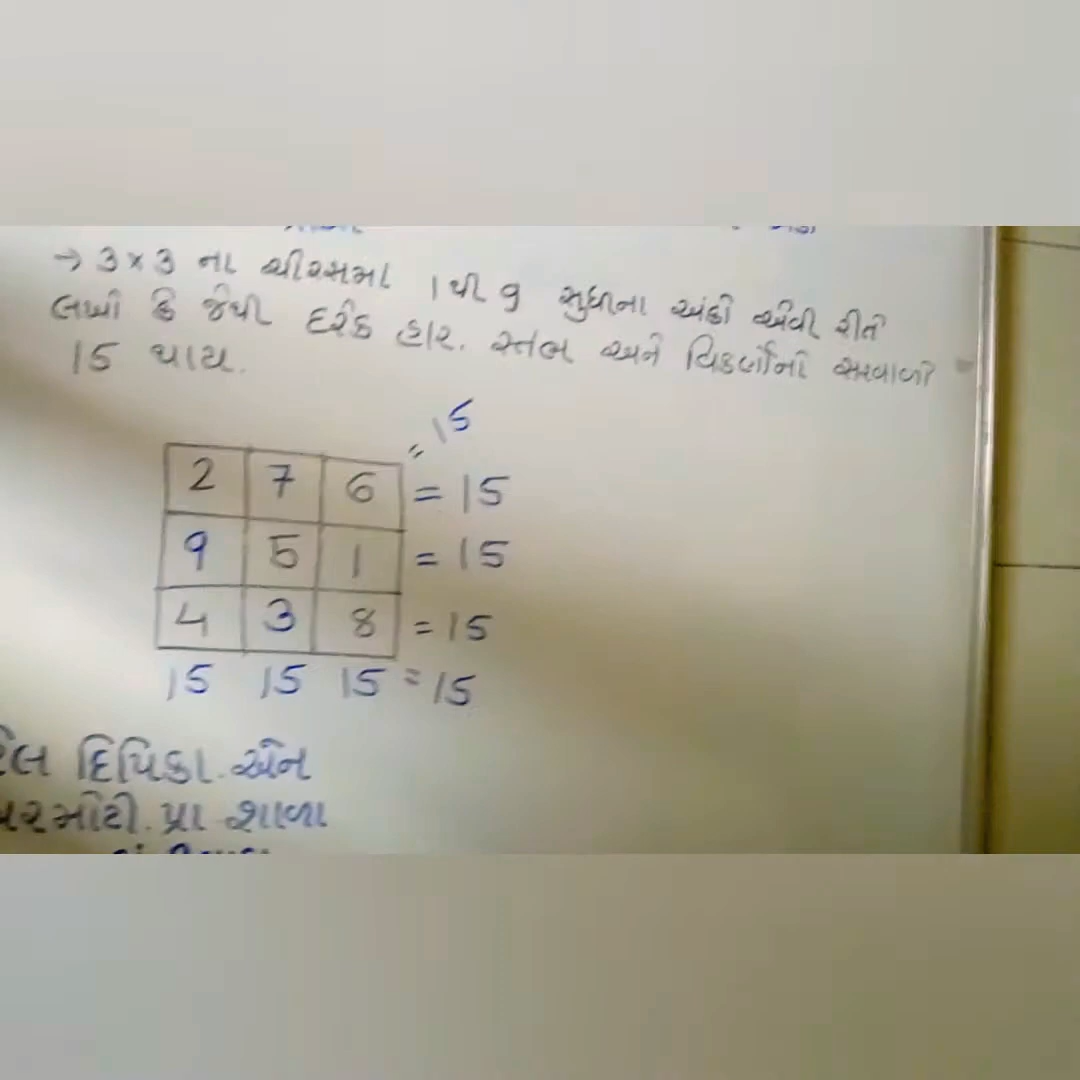 → 3 x 3 ના ચોરસમાં 1 થી 9 સુધીના અંકો એવી રીતે
લખો કે જેથી દરેક હાર. સ્તંભ અને વિકર્ણોનો સરવાળો
15 થાય.
= 15
2 7 6 = 15
9 5 1 = 15
4 3 8 = 15
15 15 15 = 15
દિપિકા. એન
પ્રા શાળા